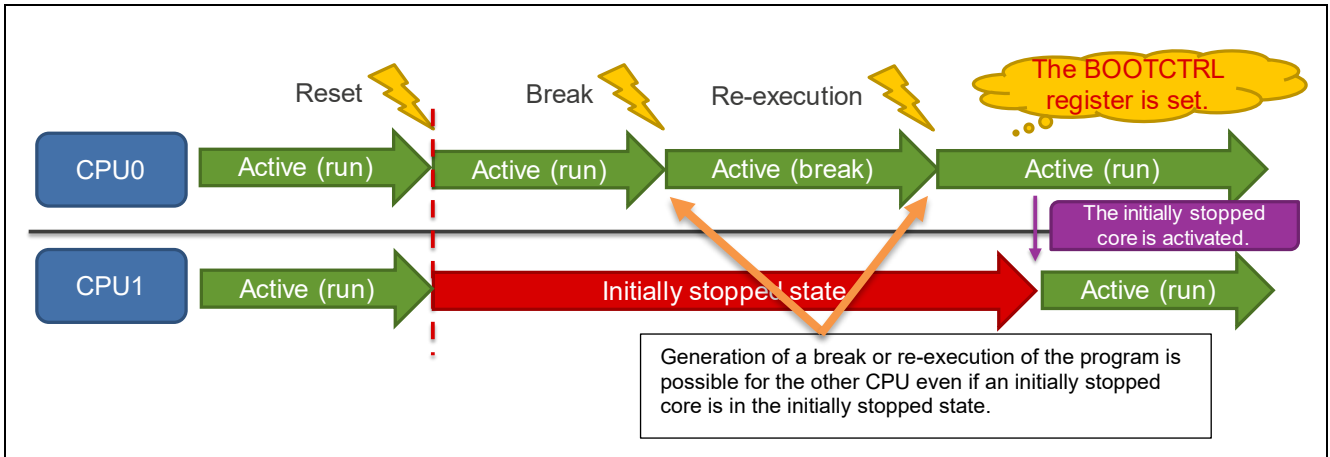 The BOOTCTRL
register is set.
Reset
Break
Re-execution
CPU0
Active (run)
Active (run)
Active (break)
Active (run)
The initially stopped
core is activated.
CPU1
Active (run)
Initially stopped state
Active (run)
Generation of a break or re-execution of the program is
possible for the other CPU even if an initially stopped
core is in the initially stopped state.